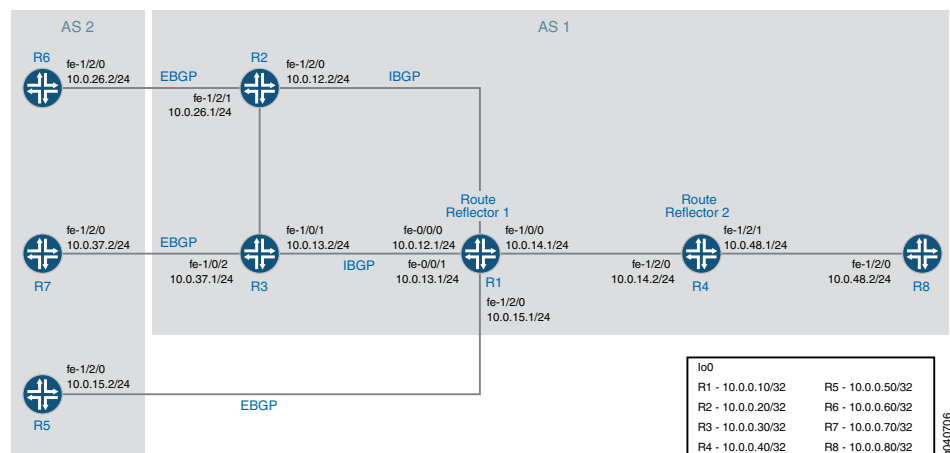 AS 2
AS 1
R6
fe-1/2/0
10.0.26.2/24
EBGP
R2
fe-1/2/0
10.0.12.2/24
IBGP
fe-1/2/1
10.0.26.1/24
R7
fe-1/2/0
10.0.37.2/24
EBGP
fe-1/0/2
10.0.37.1/24
R3
fe-1/0/1
10.0.13.2/24
IBGP
Route
Reflector 1
fe-0/0/0
10.0.12.1/24
fe-0/0/1
10.0.13.1/24
R1
fe-1/0/0
10.0.14.1/24
fe-1/2/0
10.0.15.1/24
Route
Reflector 2
fe-1/2/0
10.0.14.2/24
R4
fe-1/2/1
10.0.48.1/24
fe-1/2/0
10.0.48.2/24
R8
fe-1/2/0
10.0.15.2/24
R5
EBGP
lo0
R1 - 10.0.0.10/32 R5 - 10.0.0.50/32
R2 - 10.0.0.20/32 R6 - 10.0.0.60/32
R3 - 10.0.0.30/32 R7 - 10.0.0.70/32
R4 - 10.0.0.40/32 R8 - 10.0.0.80/32